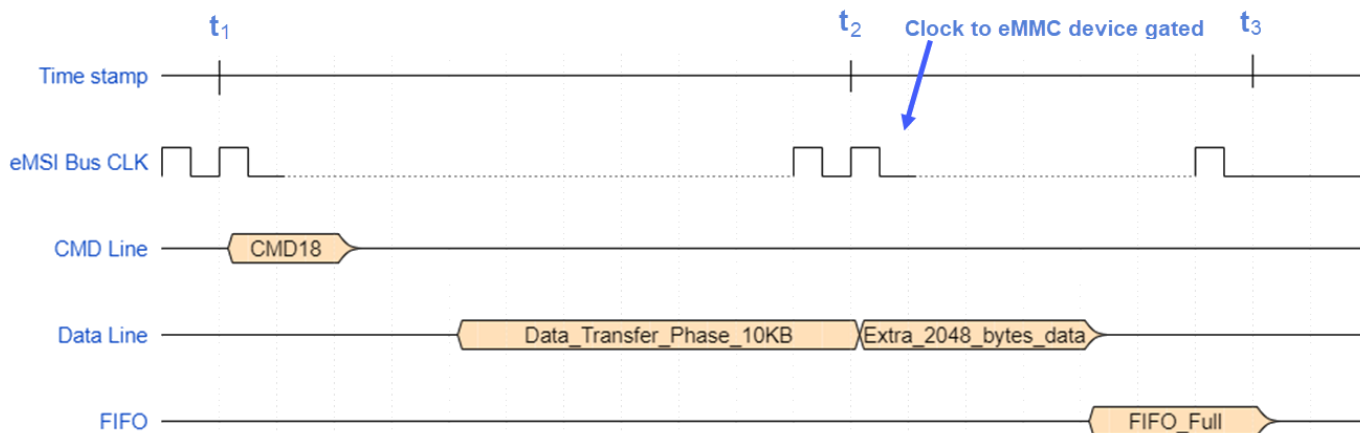 t₁
t₂
Clock to eMMC device gated
t₃
Time stamp
eMSI Bus CLK
CMD Line
CMD18
Data Line
Data_Transfer_Phase_10KB
Extra_2048_bytes_data
FIFO
FIFO_Full